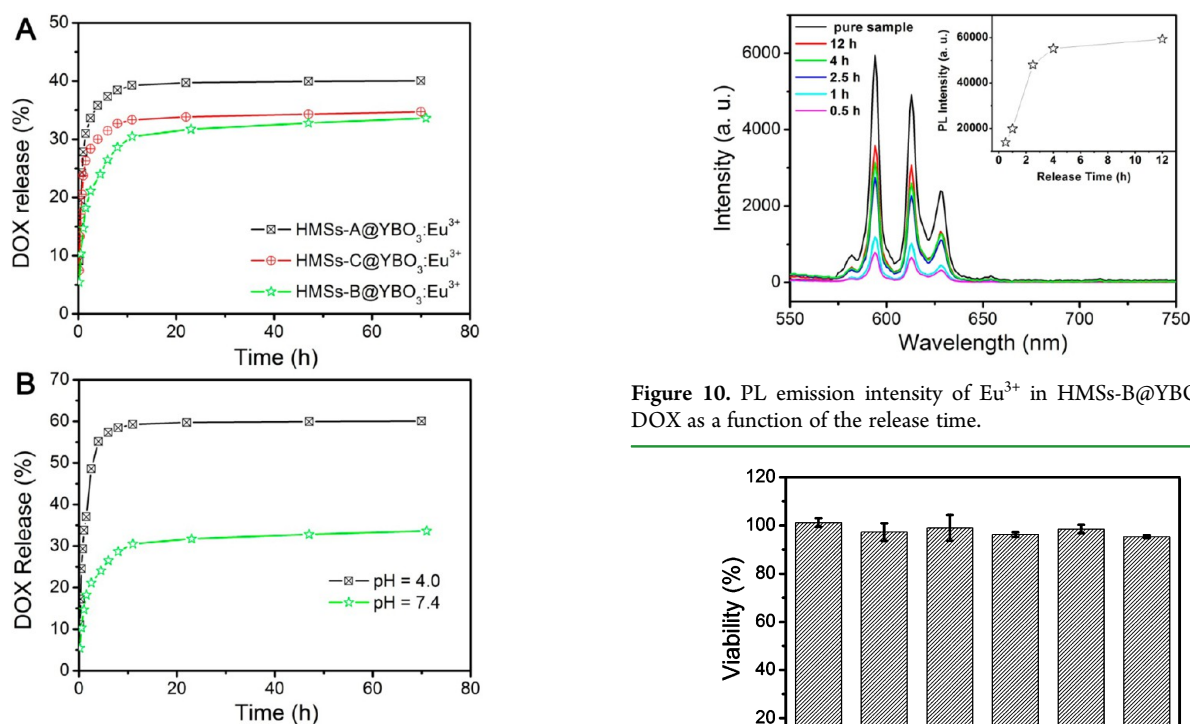 A
DOX release (%)
50
40
30
20
10
0
HMSs-A@YBO₃:Eu³⁺
HMSs-C@YBO₃:Eu³⁺
HMSs-B@YBO₃:Eu³⁺
0 20 40 60 80
Time (h)
B
DOX Release (%)
70
60
50
40
30
20
10
0
pH = 4.0
pH = 7.4
0 20 40 60 80
Time (h)
Intensity (a. u.)
6000
4000
2000
0
pure sample
12 h
4 h
2.5 h
1 h
0.5 h
PL Intensity (a. u.)
60000
40000
20000
0 2 4 6 8 10 12
Release Time (h)
550 600 650 700 750
Wavelength (nm)
Figure 10. PL emission intensity of Eu³⁺ in HMSs-B@YBO
DOX as a function of the release time.
Viability (%)
120
100
80
60
40
20